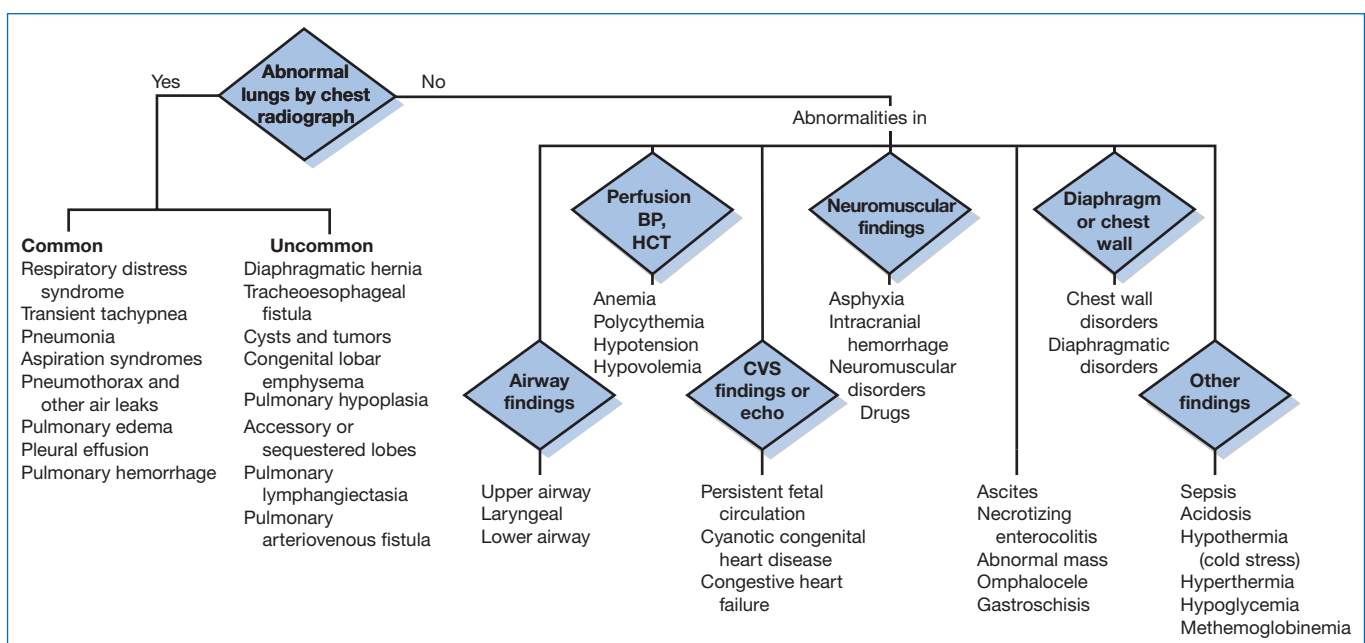 Yes
Abnormal
lungs by chest
radiograph
No
Abnormalities in
Common
Respiratory distress
syndrome
Transient tachypnea
Pneumonia
Aspiration syndromes
Pneumothorax and
other air leaks
Pulmonary edema
Pleural effusion
Pulmonary hemorrhage
Uncommon
Diaphragmatic hernia
Tracheoesophageal
fistula
Cysts and tumors
Congenital lobar
emphysema
Pulmonary hypoplasia
Accessory or
sequestered lobes
Pulmonary
lymphangiectasia
Pulmonary
arteriovenous fistula
Airway
findings
Upper airway
Laryngeal
Lower airway
Perfusion
BP,
HCT
Anemia
Polycythemia
Hypotension
Hypovolemia
CVS
findings or
echo
Persistent fetal
circulation
Cyanotic congenital
heart disease
Congestive heart
failure
Neuromuscular
findings
Asphyxia
Intracranial
hemorrhage
Neuromuscular
disorders
Drugs
Ascites
Necrotizing
enterocolitis
Abnormal mass
Omphalocele
Gastroschisis
Diaphragm
or chest
wall
Chest wall
disorders
Diaphragmatic
disorders
Other
findings
Sepsis
Acidosis
Hypothermia
(cold stress)
Hyperthermia
Hypoglycemia
Methemoglobinemia